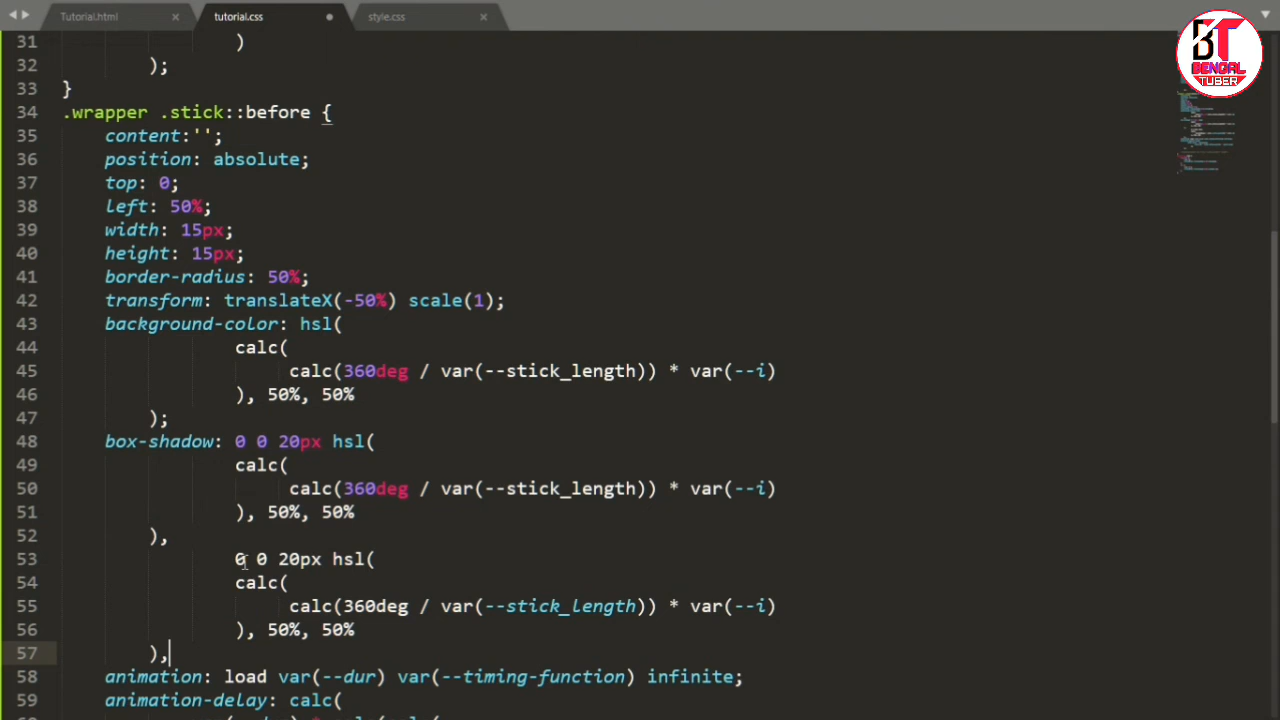 Tutorial.html × tutorial.css style.css ×
BT
BENGAL
TUBER
31 )
32 );
33 }
34 .wrapper .stick::before {
35 content:'';
36 position: absolute;
37 top: 0;
38 left: 50%;
39 width: 15px;
40 height: 15px;
41 border-radius: 50%;
42 transform: translateX(-50%) scale(1);
43 background-color: hsl(
44 calc(
45 calc(360deg / var(--stick_length)) * var(--i)
46 ), 50%, 50%
47 );
48 box-shadow: 0 0 20px hsl(
49 calc(
50 calc(360deg / var(--stick_length)) * var(--i)
51 ), 50%, 50%
52 ),
53 0 0 20px hsl(
54 calc(
55 calc(360deg / var(--stick_length)) * var(--i)
56 ), 50%, 50%
57 ),
58 animation: load var(--dur) var(--timing-function) infinite;
59 animation-delay: calc(